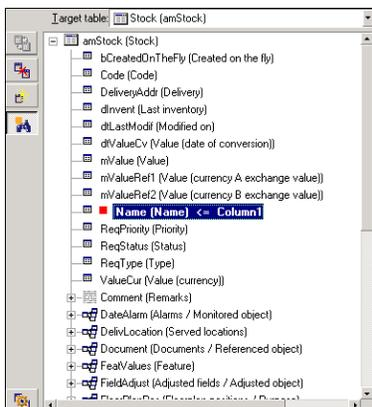 Target table: Stock (amStock)
amStock (Stock)
bCreatedOnTheFly (Created on the fly)
Code (Code)
DeliveryAddr (Delivery)
dInvent (Last inventory)
dtLastModif (Modified on)
dtValueCv (Value (date of conversion))
mValue (Value)
mValueRef1 (Value (currency A exchange value))
mValueRef2 (Value (currency B exchange value))
Name (Name) <= Column1
ReqPriority (Priority)
ReqStatus (Status)
ReqType (Type)
ValueCur (Value (currency))
Comment (Remarks)
DateAlarm (Alarms / Monitored object)
DelivLocation (Served locations)
Document (Documents / Referenced object)
FeatValues (Feature)
FieldAdjust (Adjusted fields / Adjusted object)